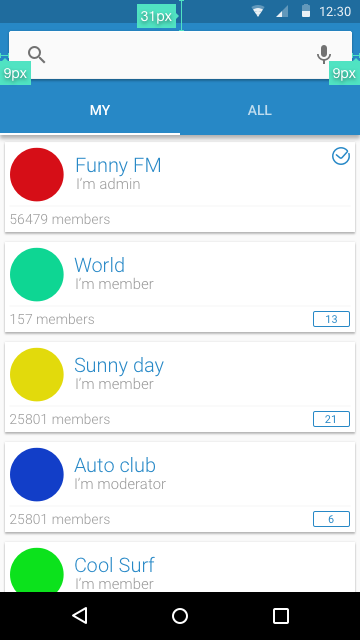 31px
12:30
9px
9px
MY
ALL
Funny FM
I'm admin
56479 members
World
I'm member
157 members
13
Sunny day
I'm member
25801 members
21
Auto club
I'm moderator
25801 members
6
Cool Surf
I'm member